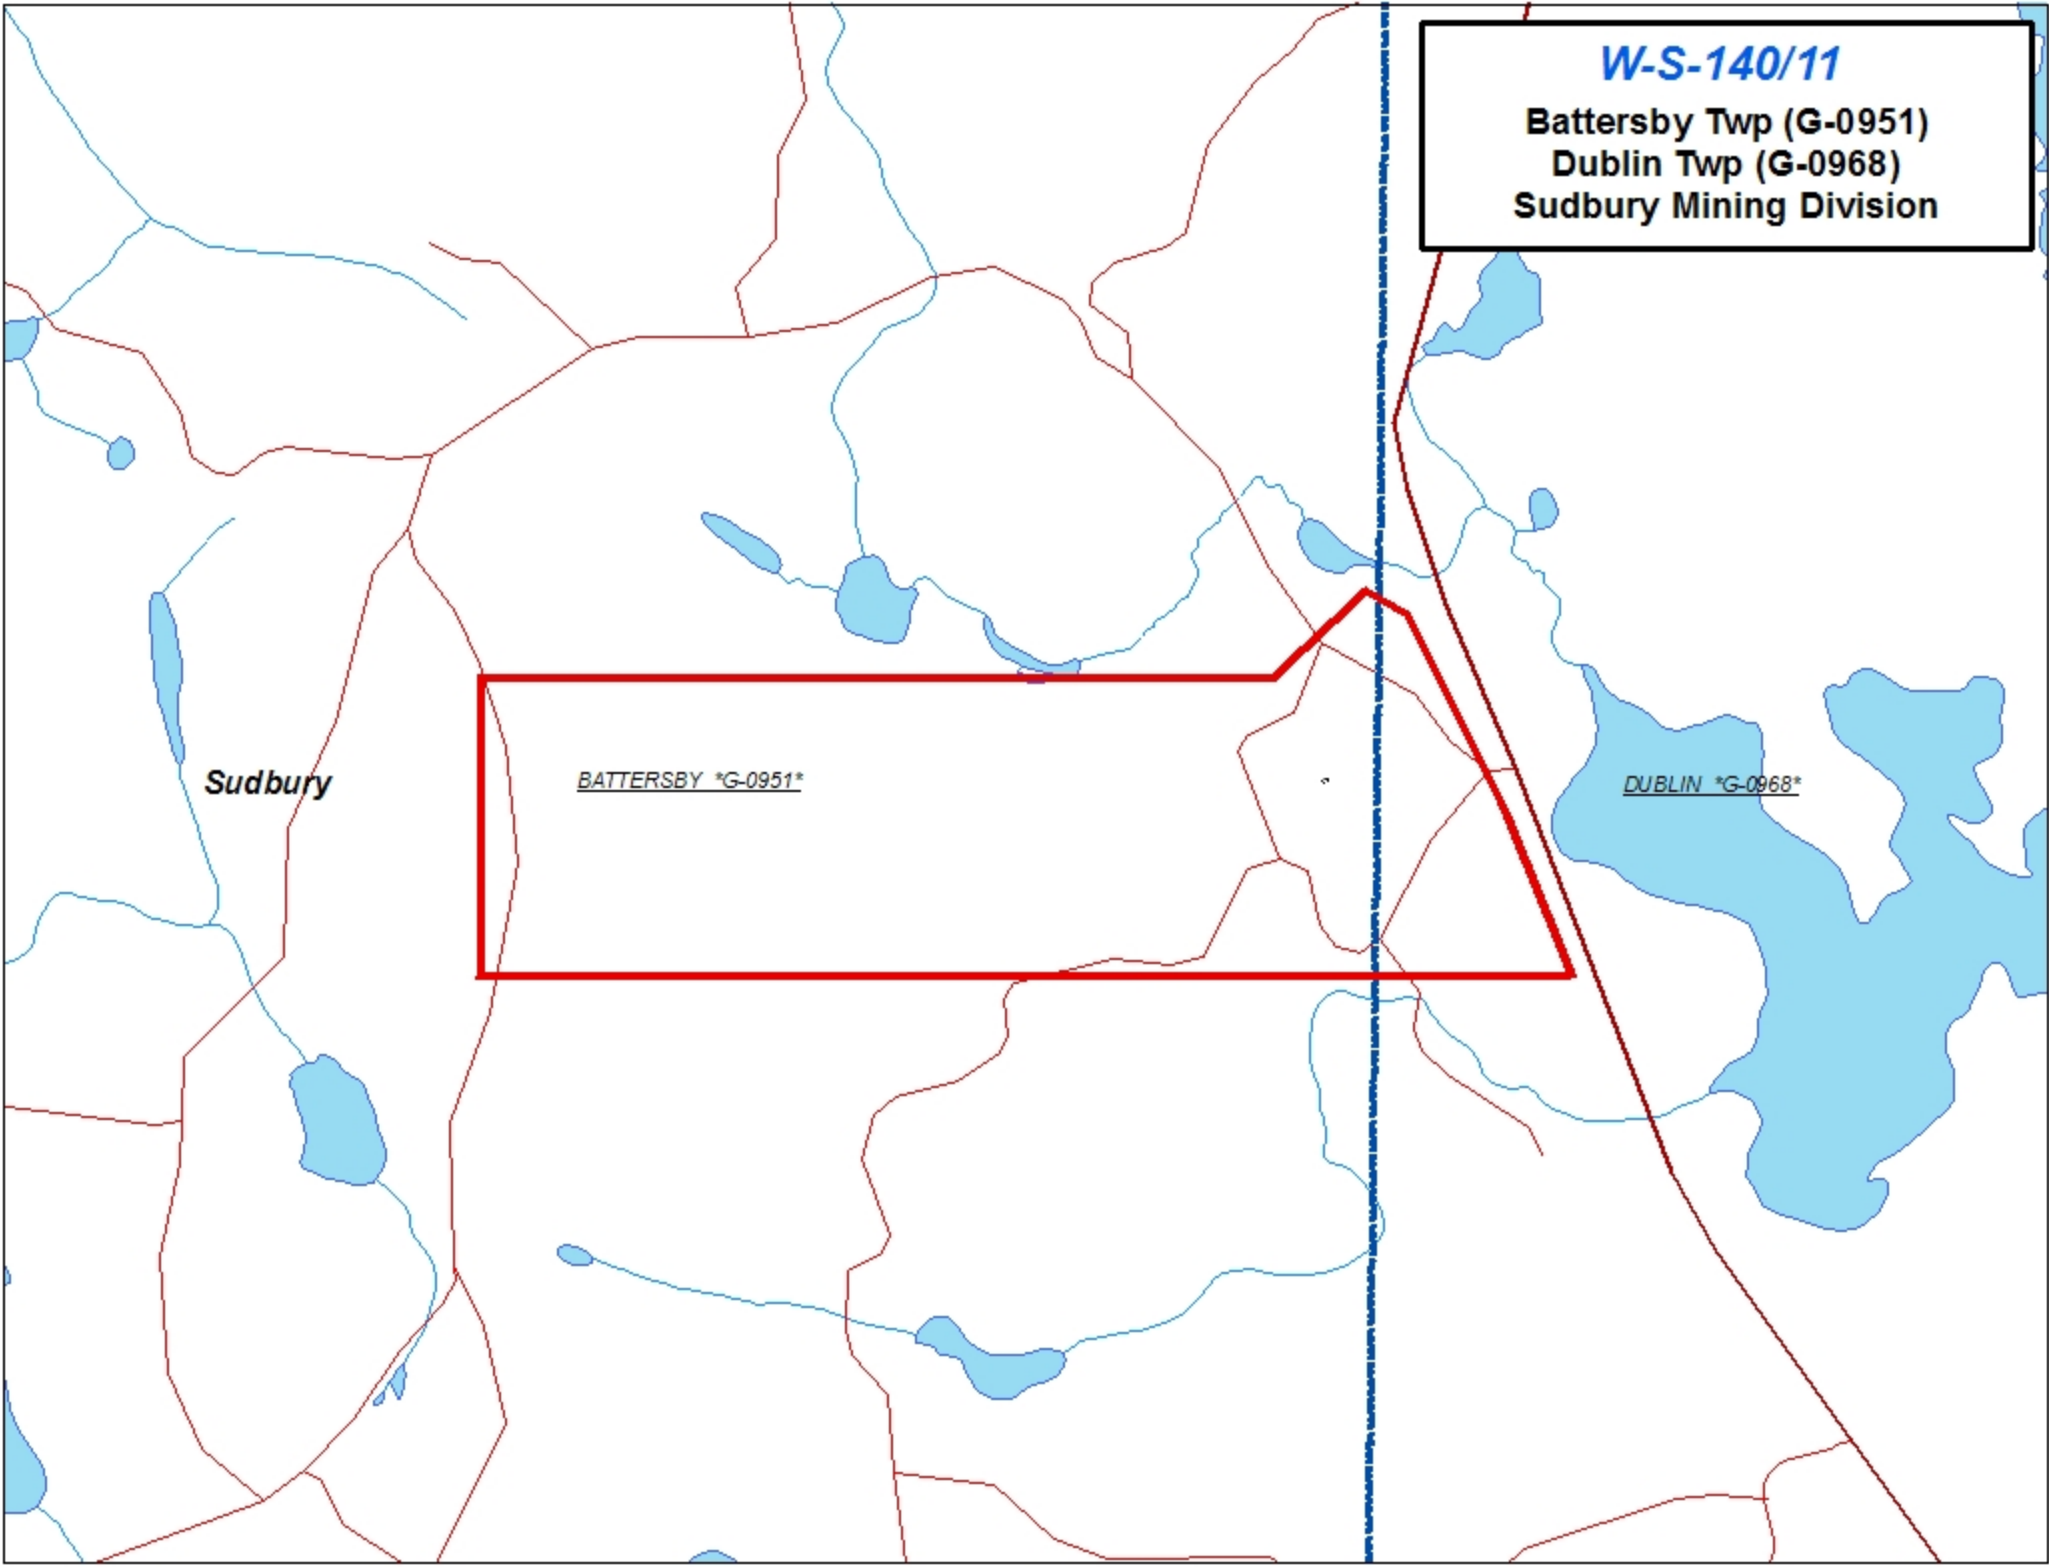 W-S-140/11
Battersby Twp (G-0951)
Dublin Twp (G-0968)
Sudbury Mining Division
Sudbury
BATTERSBY *G-0951*
DUBLIN *G-0968*